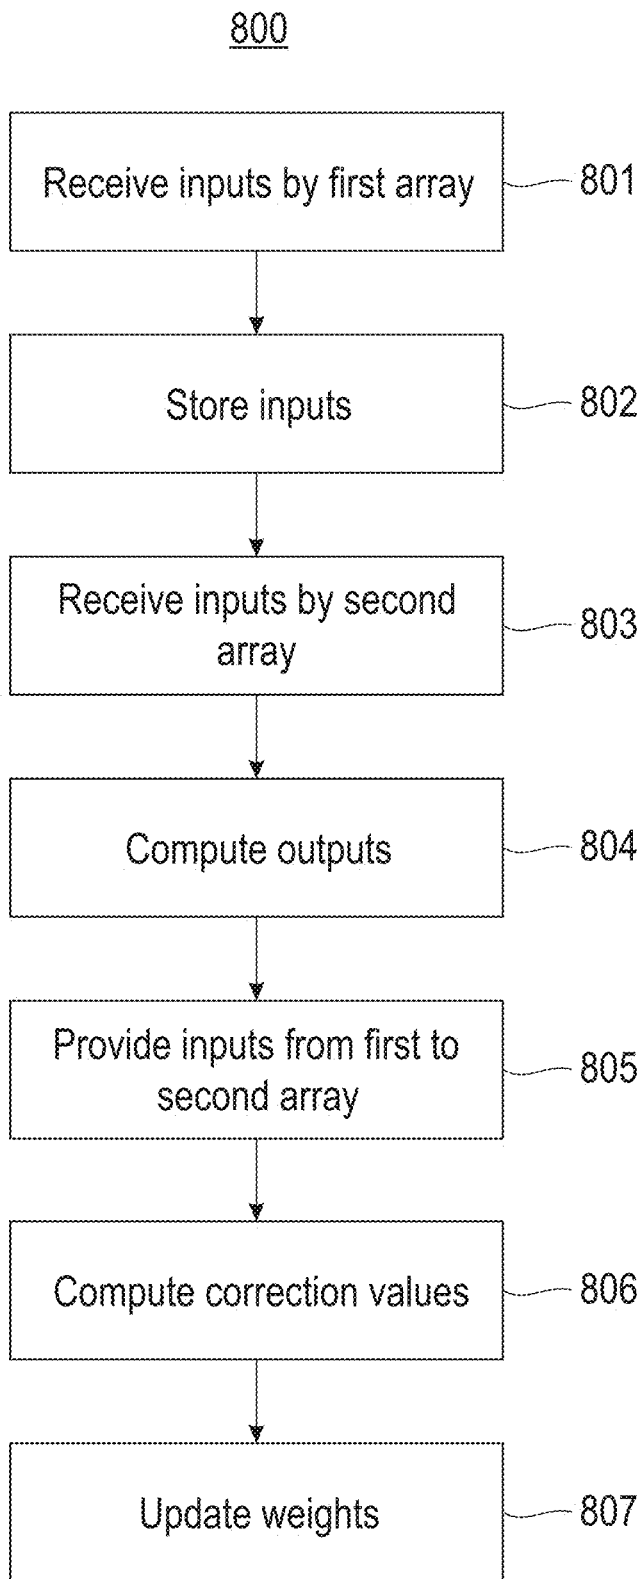 800
Receive inputs by first array
801
Store inputs
802
Receive inputs by second
array
803
Compute outputs
804
Provide inputs from first to
second array
805
Compute correction values
806
Update weights
807